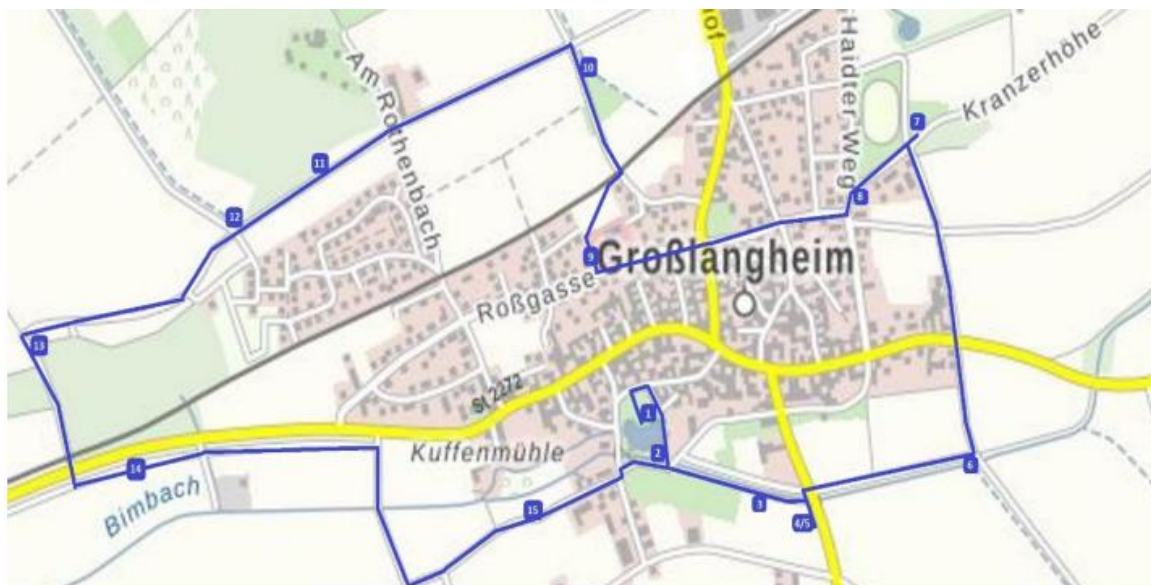 hof
Haidter Weg
Kranzerhöhe
Am Rothenbach
10
7
11
8
12
9
Großlangheim
Roßgasse
13
St 2272
1
Kuffenmühle
2
14
6
Bimbach
3
15
4/5